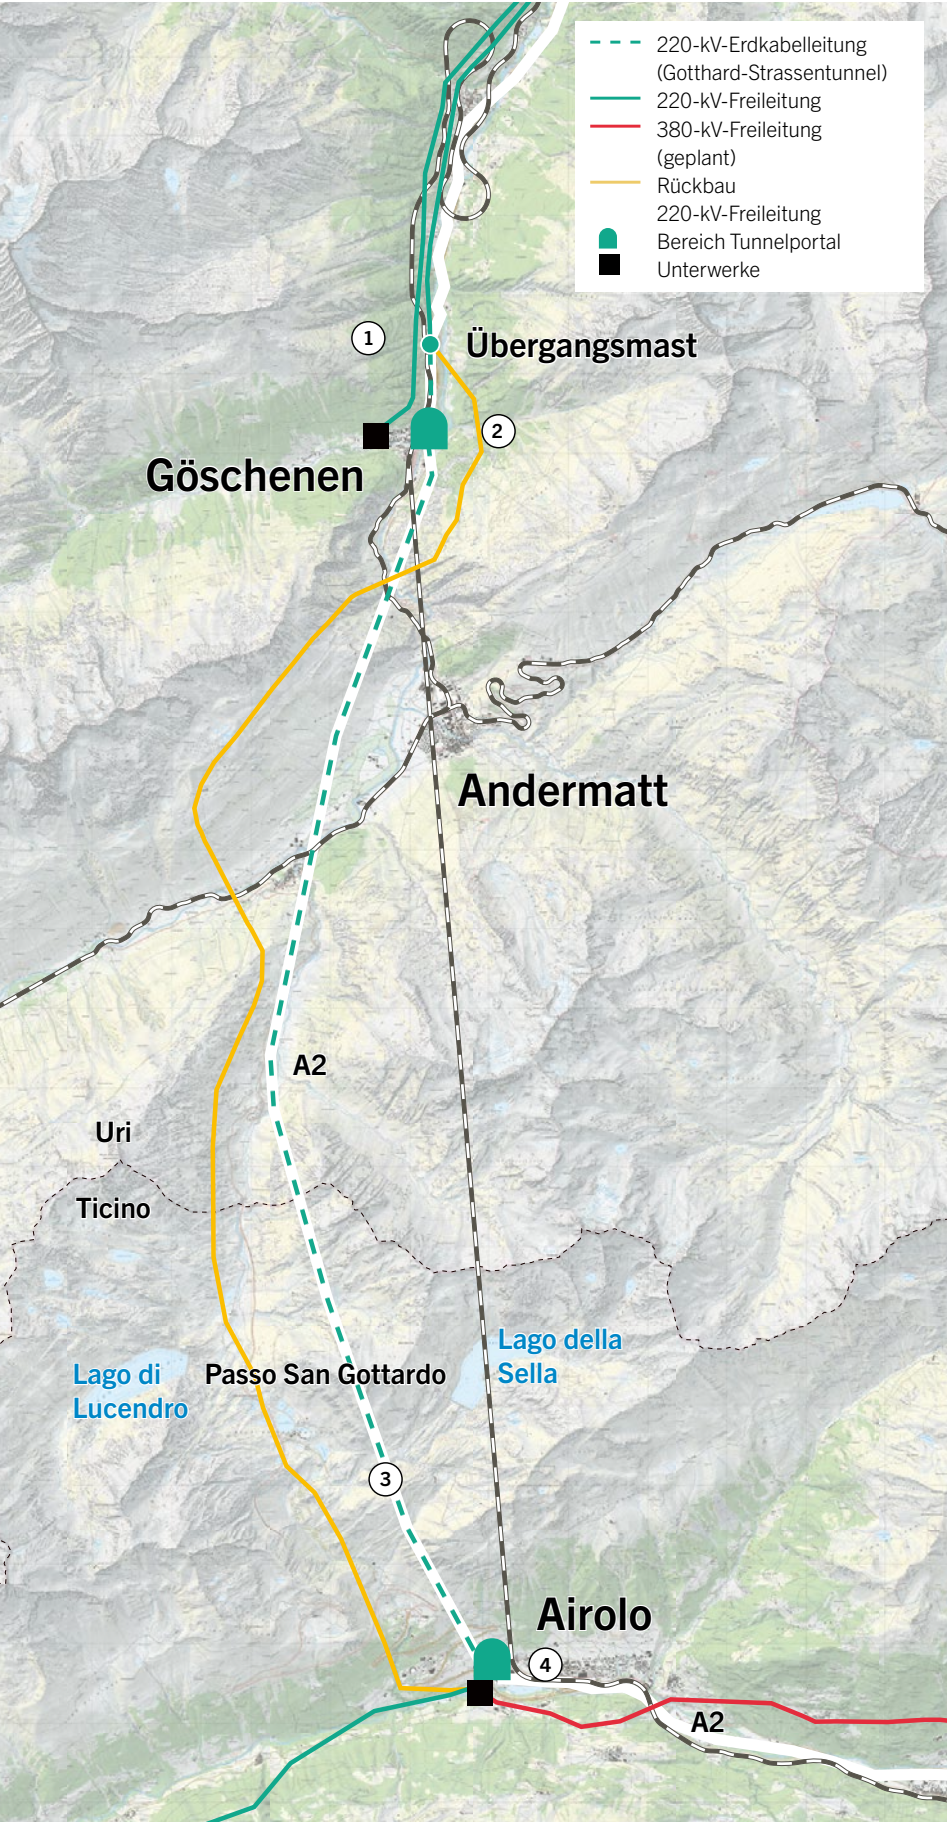 220-kV-Erdkabelleitung
(Gotthard-Strassentunnel)
220-kV-Freileitung
380-kV-Freileitung
(geplant)
Rückbau
220-kV-Freileitung
Bereich Tunnelportal
Unterwerke
1
Übergangsmast
2
Göschenen
Andermatt
A2
Uri
Ticino
Lago della
Sella
Lago di
Lucendro
Passo San Gottardo
3
Airolo
4
A2